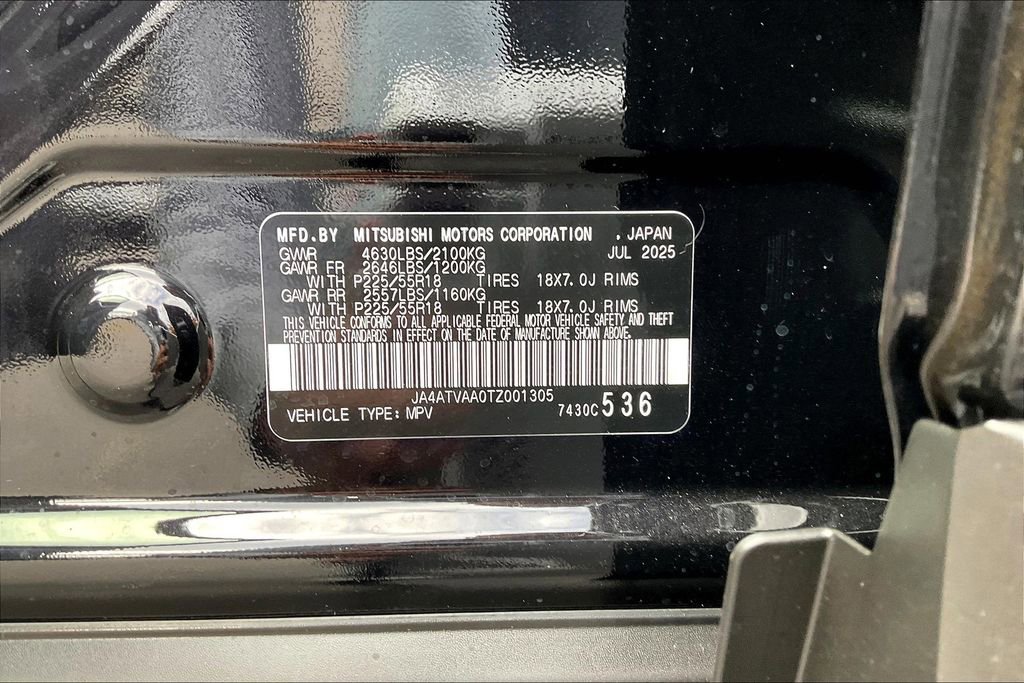 MFD.BY MITSUBISHI MOTORS CORPORATION , JAPAN
GVWR 4630LBS/2100KG JUL 2025
GAWR FR 2646LBS/1200KG
WITH P225/55R18 TIRES 18X7.0J RIMS
GAWR RR 2557LBS/1160KG
WITH P225/55R18 TIRES 18X7.0J RIMS
THIS VEHICLE CONFORMS TO ALL APPLICABLE FEDERAL MOTOR VEHICLE SAFETY AND THEFT
PREVENTION STANDARDS IN EFFECT ON THE DATE OF MANUFACTURE SHOWN ABOVE.
JA4ATVAA0TZ001305
VEHICLE TYPE: MPV 7430C 536